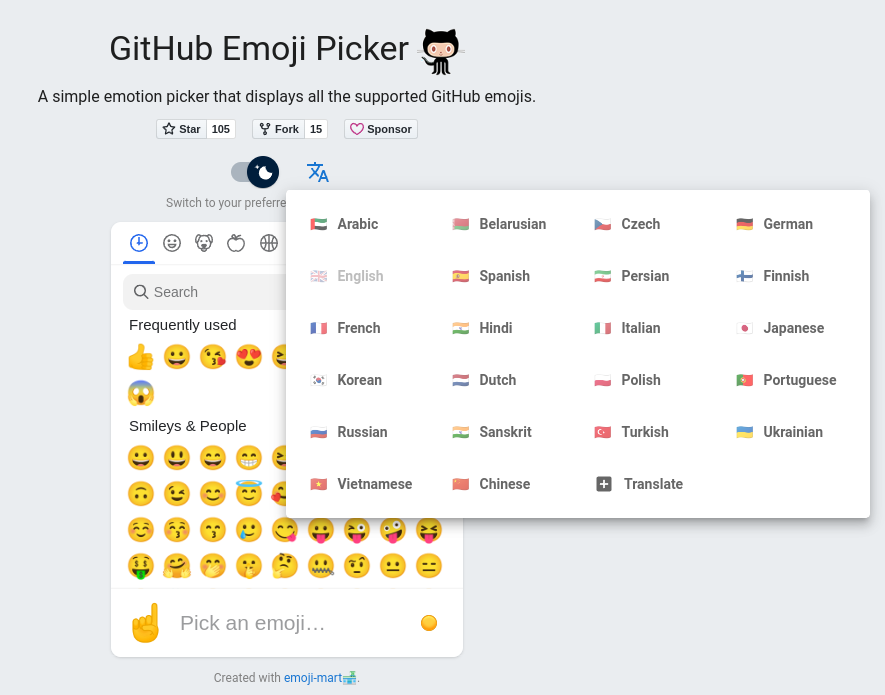 GitHub Emoji Picker
A simple emotion picker that displays all the supported GitHub emojis.
Star 105 Fork 15 Sponsor
Switch to your preferre
Arabic Belarusian Czech German
English Spanish Persian Finnish
French Hindi Italian Japanese
Korean Dutch Polish Portuguese
Russian Sanskrit Turkish Ukrainian
Vietnamese Chinese Translate
Search
Frequently used
Smileys & People
Pick an emoji…
Created with emoji-mart🏪.